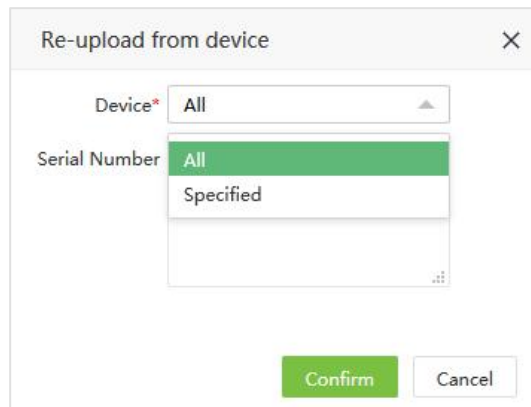 Re-upload from device
Device* All
Serial Number
All
Specified
Confirm Cancel